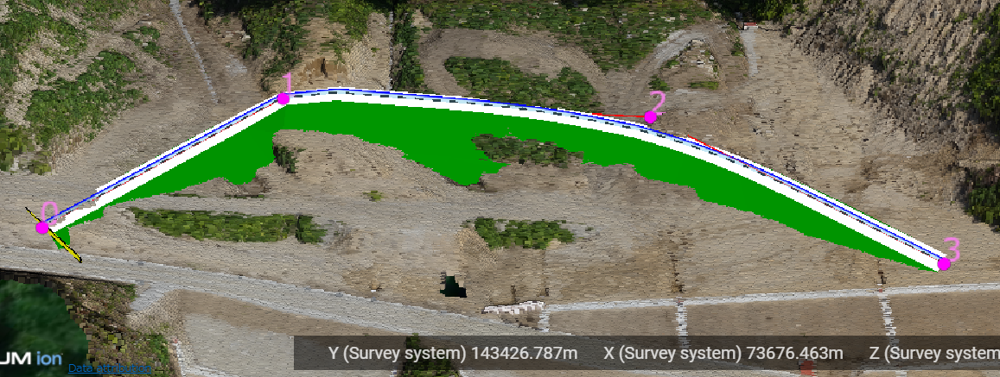 1
2
0
3
Y (Survey system) 143426.787m X (Survey system) 73676.463m Z (Survey system
UM ion
Data attribution